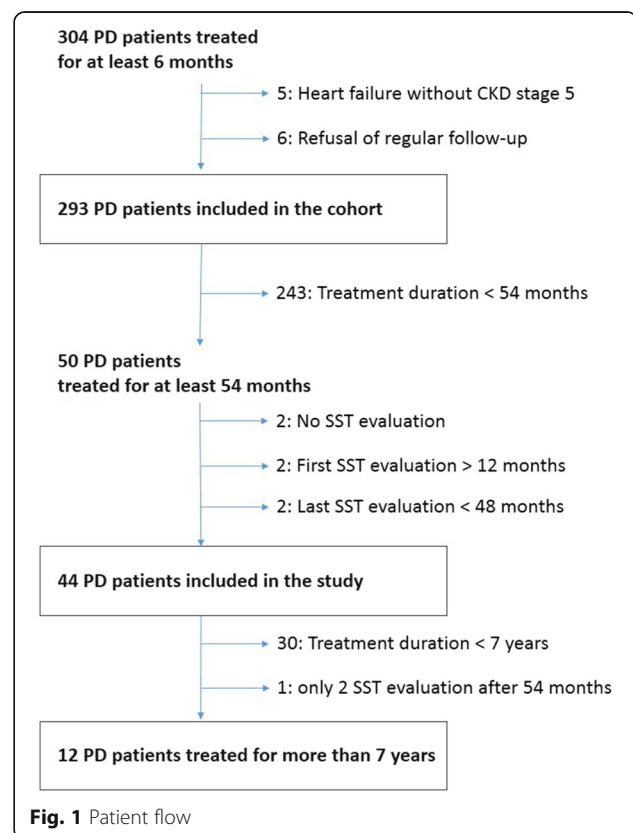 304 PD patients treated
for at least 6 months
5: Heart failure without CKD stage 5
6: Refusal of regular follow-up
293 PD patients included in the cohort
243: Treatment duration < 54 months
50 PD patients
treated for at least 54 months
2: No SST evaluation
2: First SST evaluation > 12 months
2: Last SST evaluation < 48 months
44 PD patients included in the study
30: Treatment duration < 7 years
1: only 2 SST evaluation after 54 months
12 PD patients treated for more than 7 years
Fig. 1 Patient flow